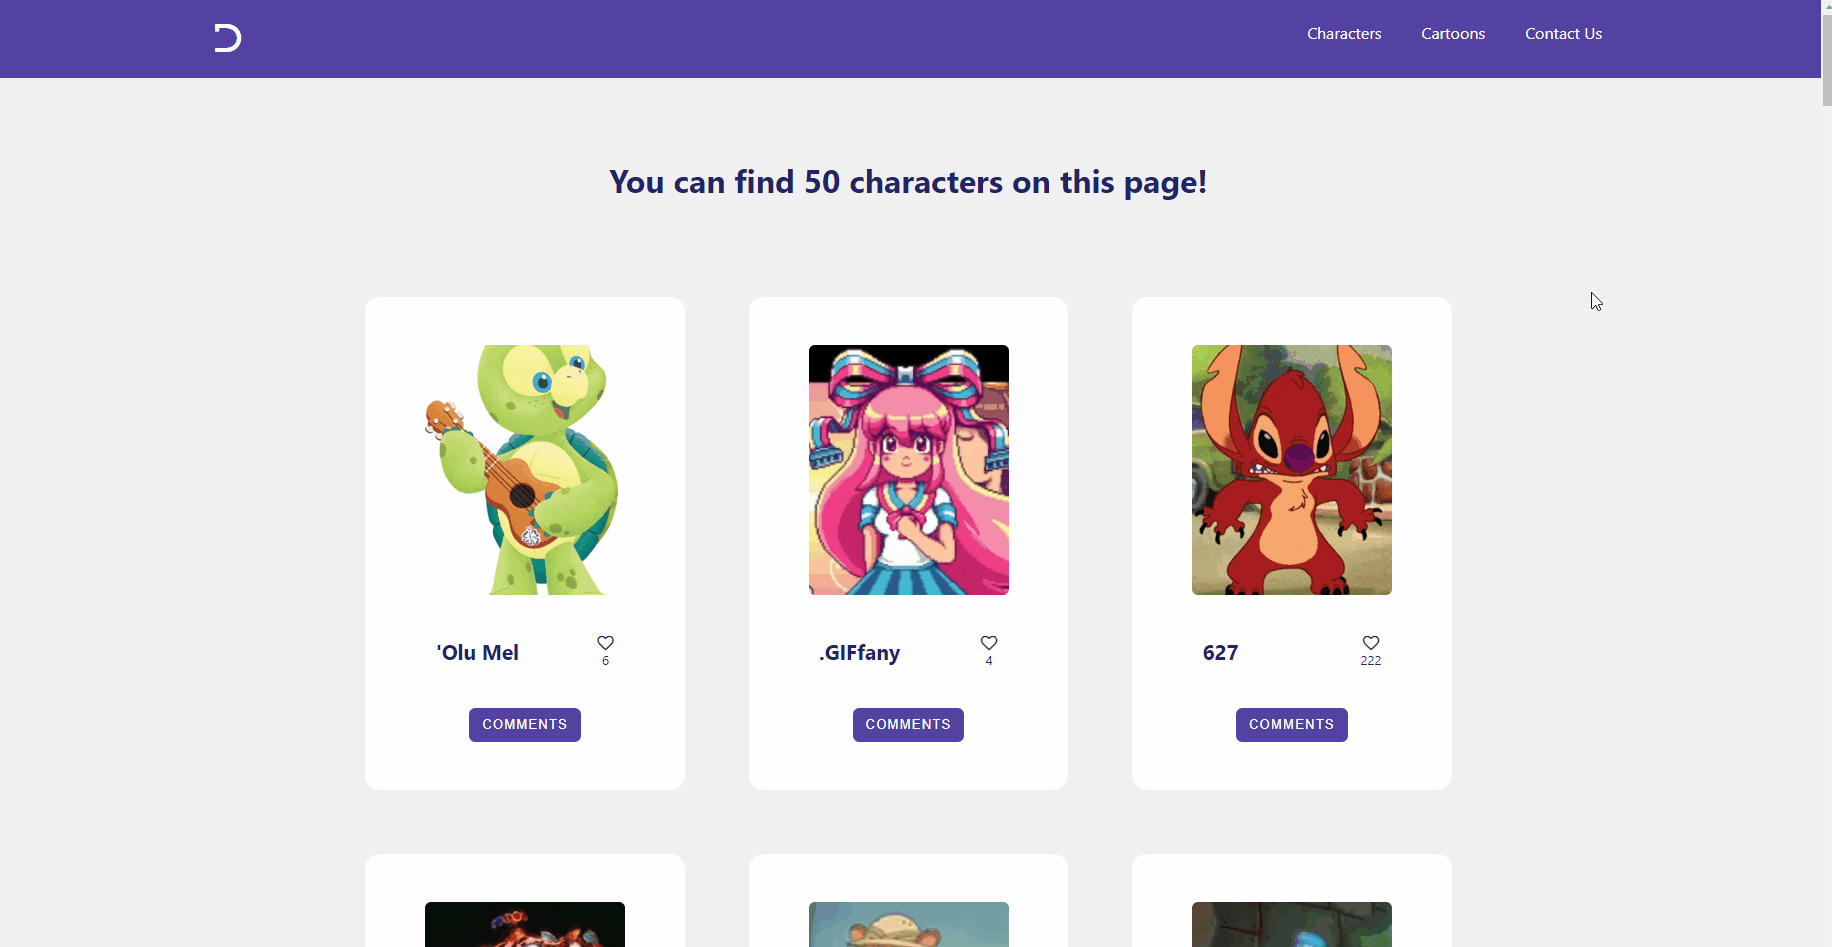 Characters Cartoons Contact Us
You can find 50 characters on this page!
'Olu Mel 6
.GIFfany 4
627 222
COMMENTS COMMENTS COMMENTS